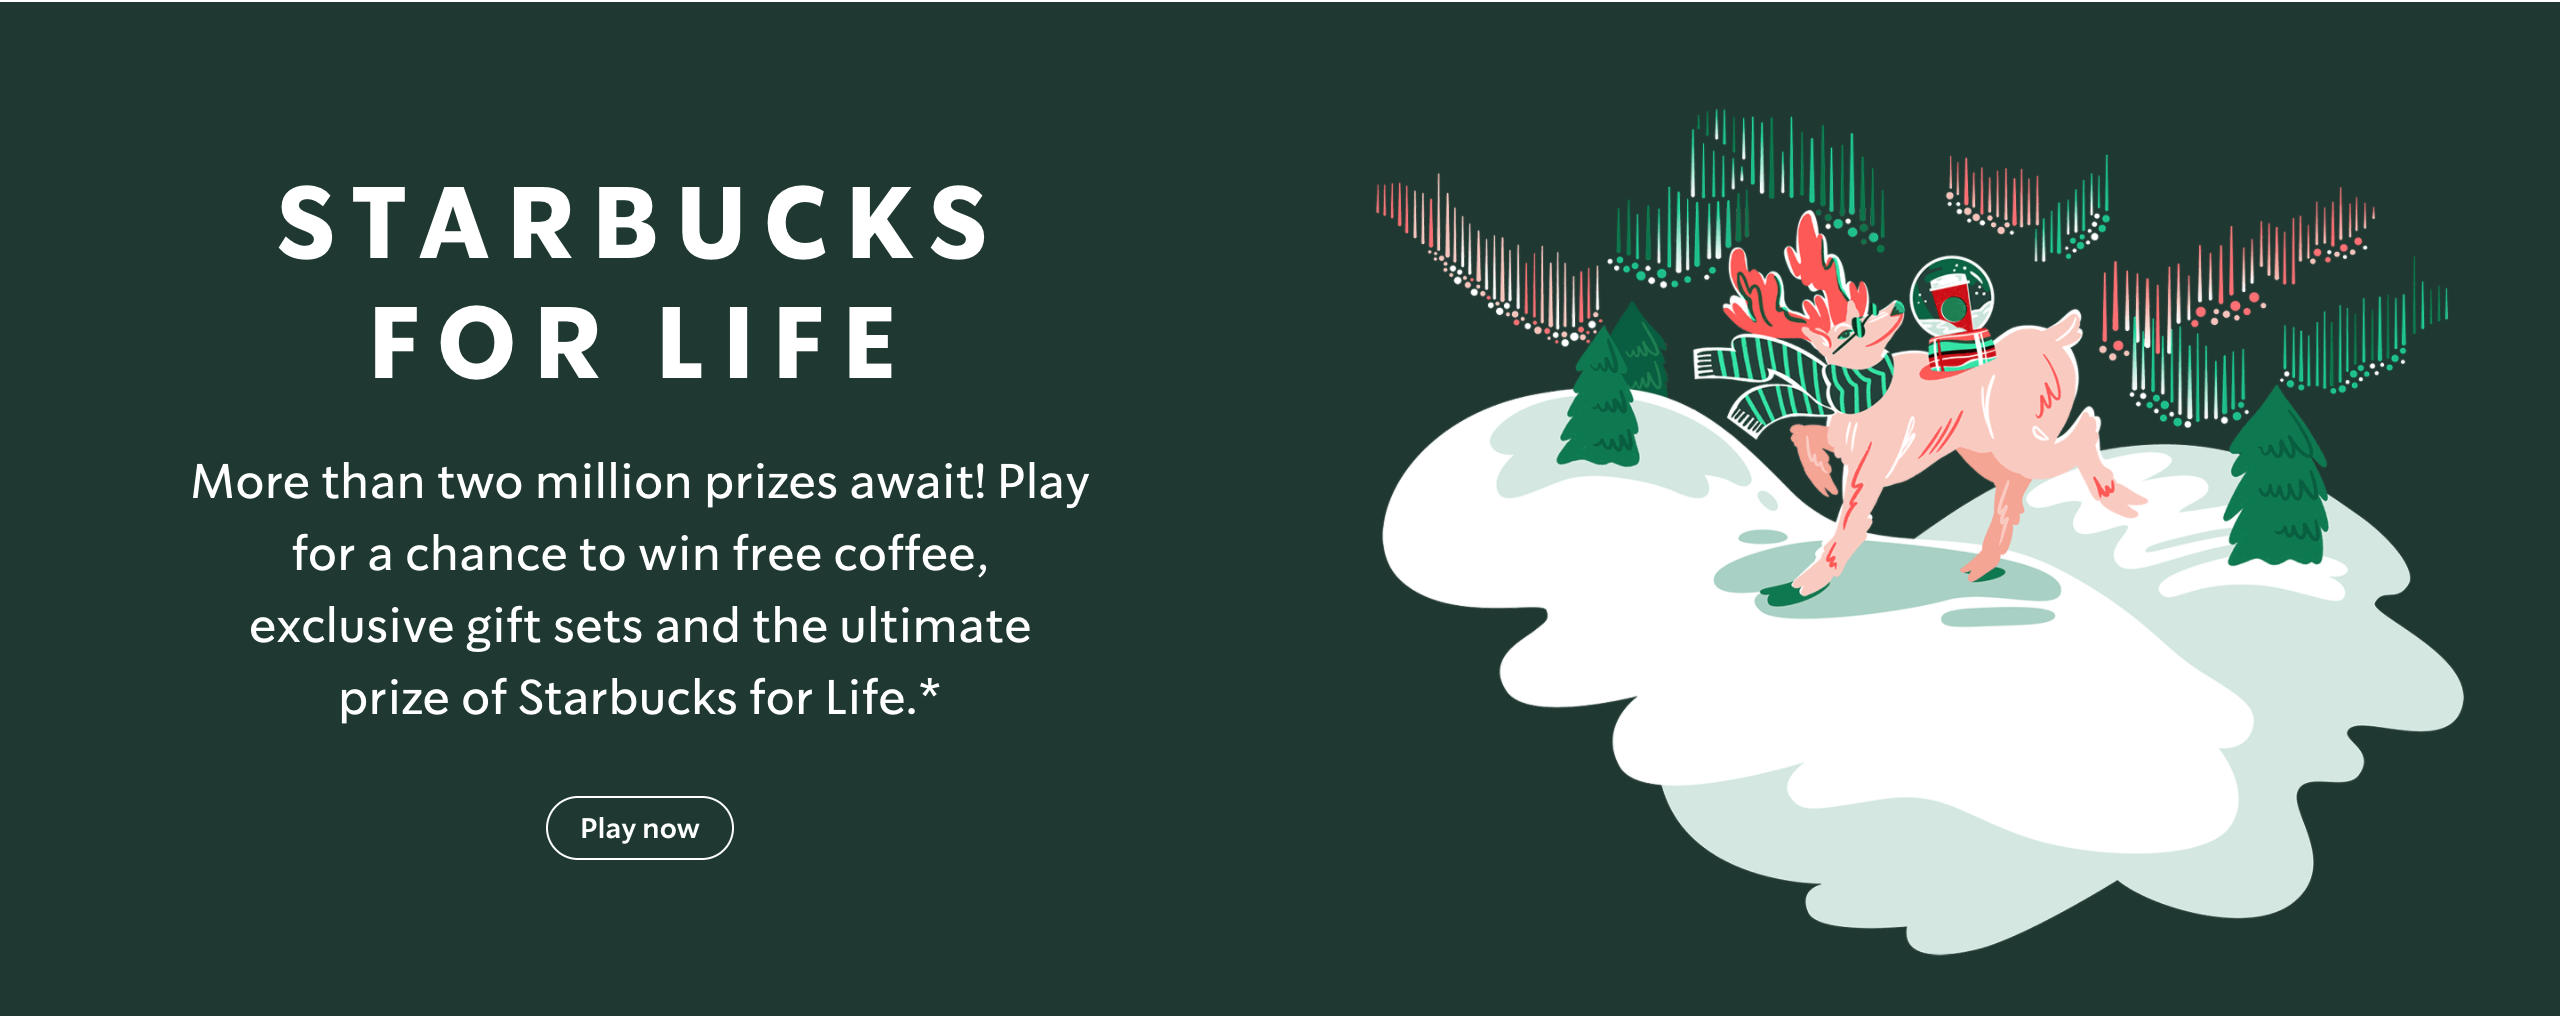 STARBUCKS
FOR LIFE
More than two million prizes await! Play
for a chance to win free coffee,
exclusive gift sets and the ultimate
prize of Starbucks for Life.*
Play now